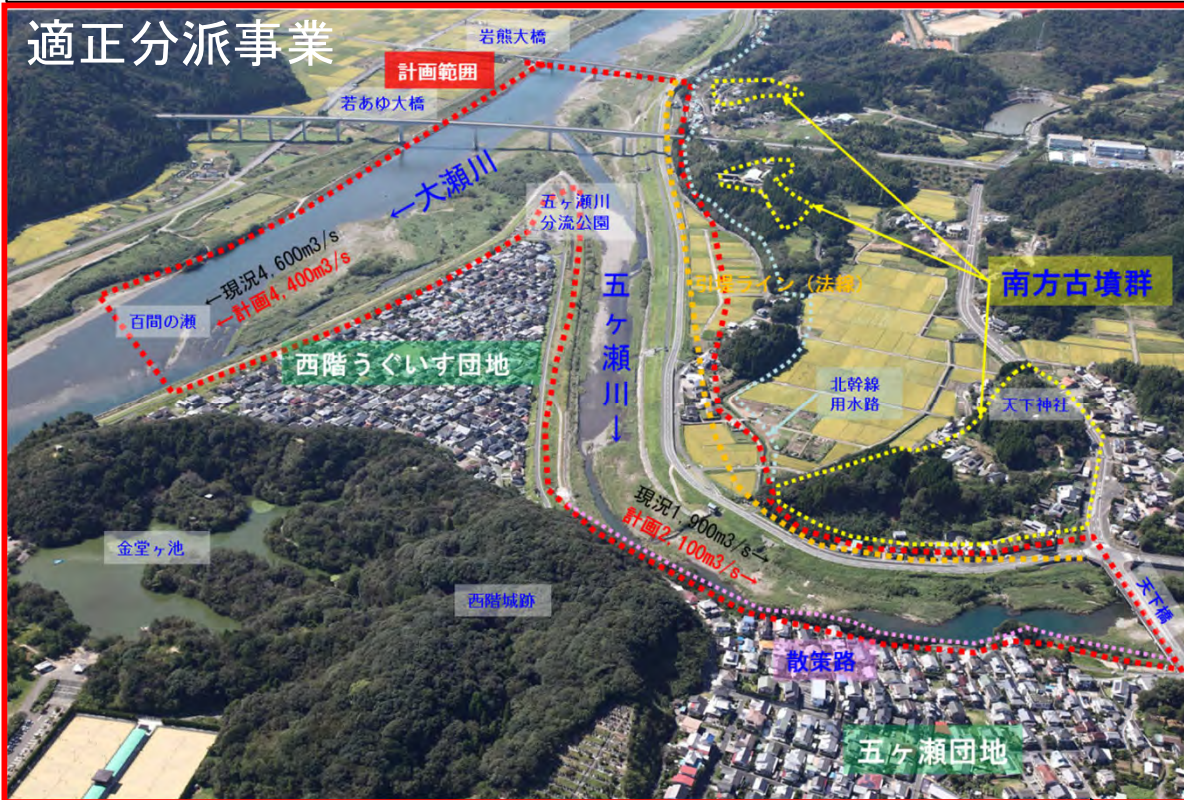 適正分派事業
岩熊大橋
計画範囲
若あゆ大橋
←大瀬川
五ヶ瀬川
分流公園
←現況4,600m3/s
←計画4,400m3/s
百間の瀬
西階うぐいす団地
五ヶ瀬川→
引堤ライン（法線）
南方古墳群
北幹線
用水路
天下神社
現況1,900m3/s→
計画2,100m3/s→
金堂ヶ池
西階城跡
天下橋
散策路
五ヶ瀬団地